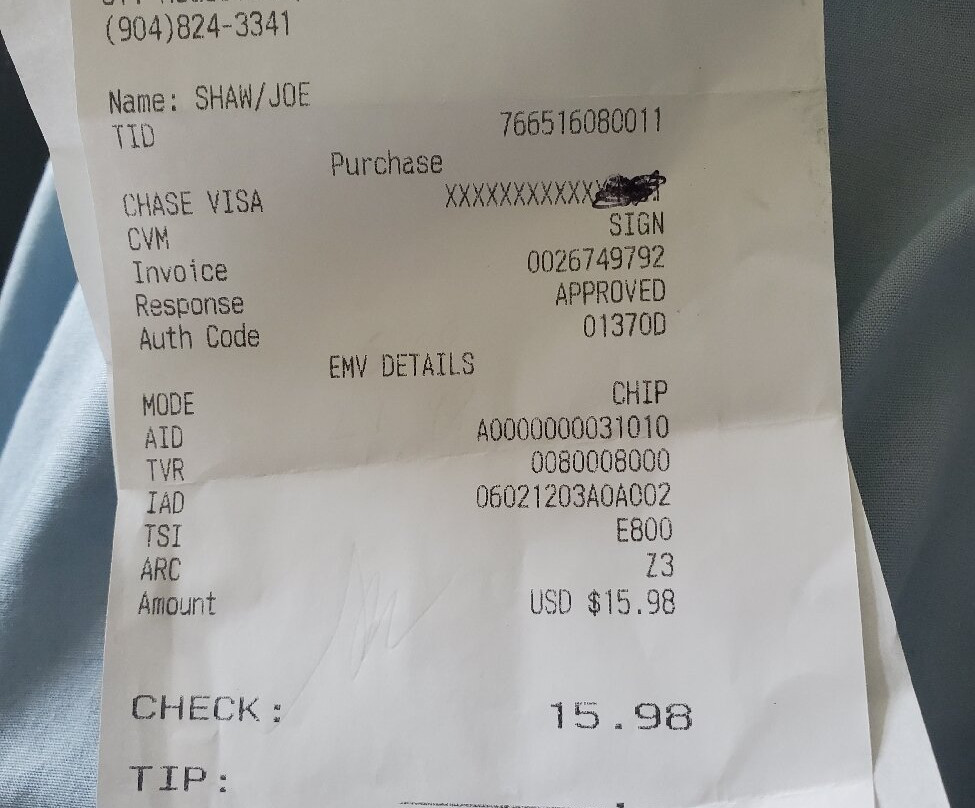 (904)824-3341
Name: SHAW/JOE
TID 766516080011
Purchase
CHASE VISA XXXXXXXXXXXX
CVM SIGN
Invoice 0026749792
Response APPROVED
Auth Code 01370D
EMV DETAILS
MODE CHIP
AID A0000000031010
TVR 0080008000
IAD 06021203A0A002
TSI E800
ARC Z3
Amount USD $15.98
CHECK: 15.98
TIP: